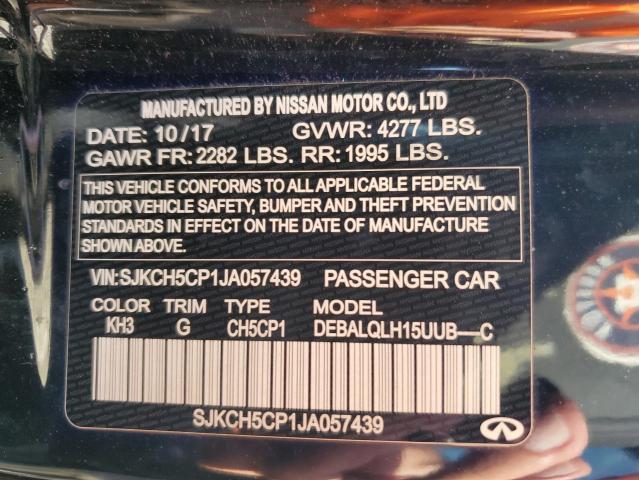 MANUFACTURED BY NISSAN MOTOR CO., LTD
DATE: 10/17 GVWR: 4277 LBS.
GAWR FR: 2282 LBS. RR: 1995 LBS.
THIS VEHICLE CONFORMS TO ALL APPLICABLE FEDERAL
MOTOR VEHICLE SAFETY, BUMPER AND THEFT PREVENTION
STANDARDS IN EFFECT ON THE DATE OF MANUFACTURE
SHOWN ABOVE.
VIN:SJKCH5CP1JA057439 PASSENGER CAR
COLOR TRIM TYPE MODEL
KH3 G CH5CP1 DEBALQLH15UUB—C
SJKCH5CP1JA057439